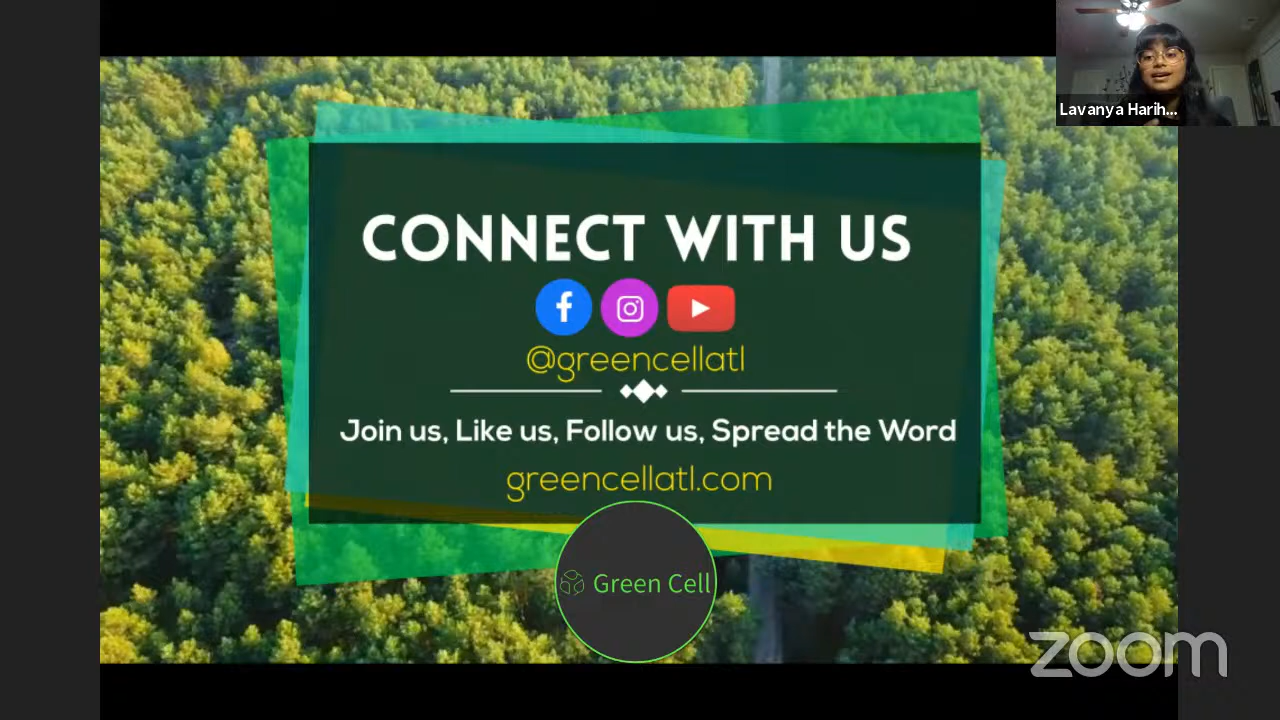 Lavanya Harih...
CONNECT WITH US
@greencellatl
Join us, Like us, Follow us, Spread the Word
greencellatl.com
Green Cell
zoom